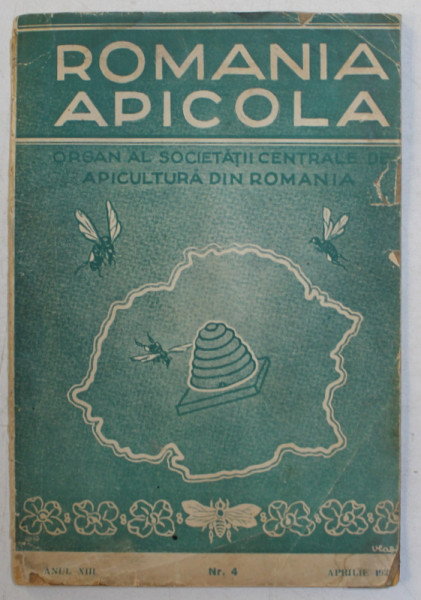 ROMANIA
APICOLA
ORGAN AL SOCIETĂȚII CENTRALE DE
APICULTURĂ DIN ROMANIA
ANUL XIII Nr. 4 APRILIE